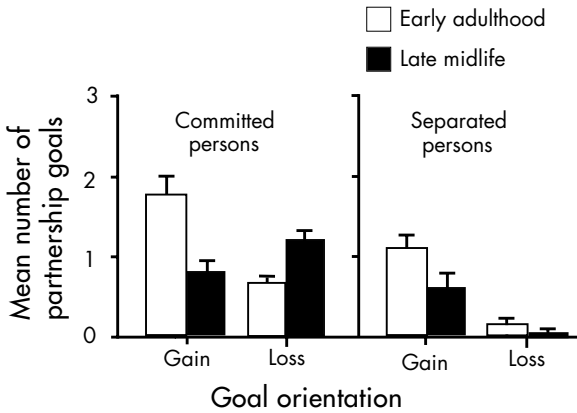 Early adulthood
Late midlife
Mean number of
partnership goals
3
2
1
0
Committed
persons
Separated
persons
Gain
Loss
Gain
Loss
Goal orientation